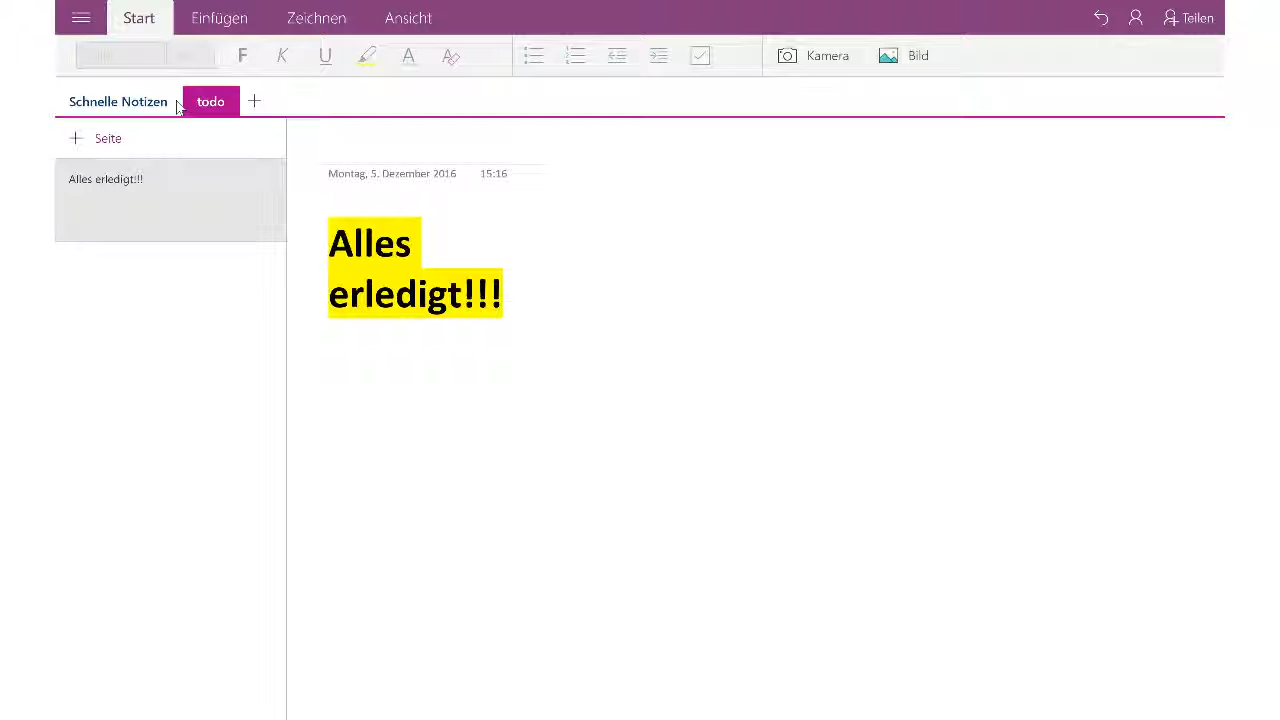 Start Einfügen Zeichnen Ansicht Teilen
F K U A A Kamera Bild
Schnelle Notizen todo
Seite
Alles erledigt!!!
Montag, 5. Dezember 2016 15:16
Alles
erledigt!!!